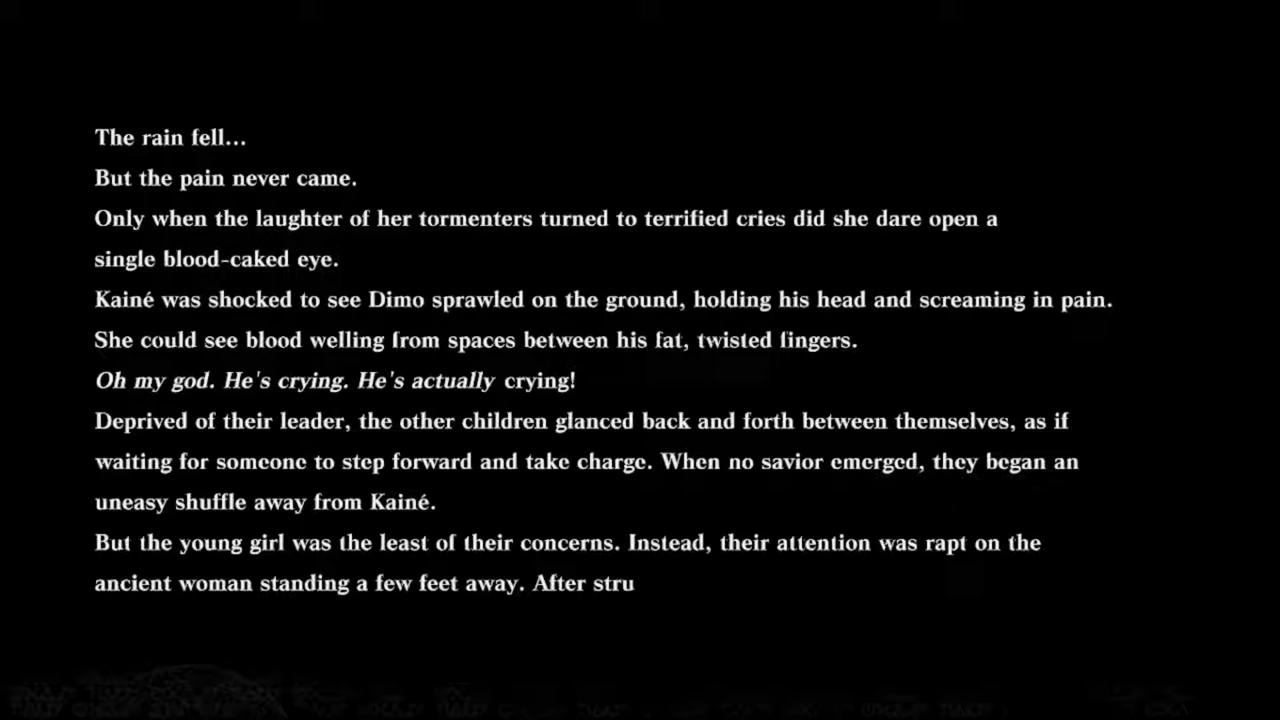 The rain fell...
But the pain never came.
Only when the laughter of her tormenters turned to terrified cries did she dare open a
single blood-caked eye.
Kainé was shocked to see Dimo sprawled on the ground, holding his head and screaming in pain.
She could see blood welling from spaces between his fat, twisted fingers.
Oh my god. He's crying. He's actually crying!
Deprived of their leader, the other children glanced back and forth between themselves, as if
waiting for someone to step forward and take charge. When no savior emerged, they began an
uneasy shuffle away from Kainé.
But the young girl was the least of their concerns. Instead, their attention was rapt on the
ancient woman standing a few feet away. After stru